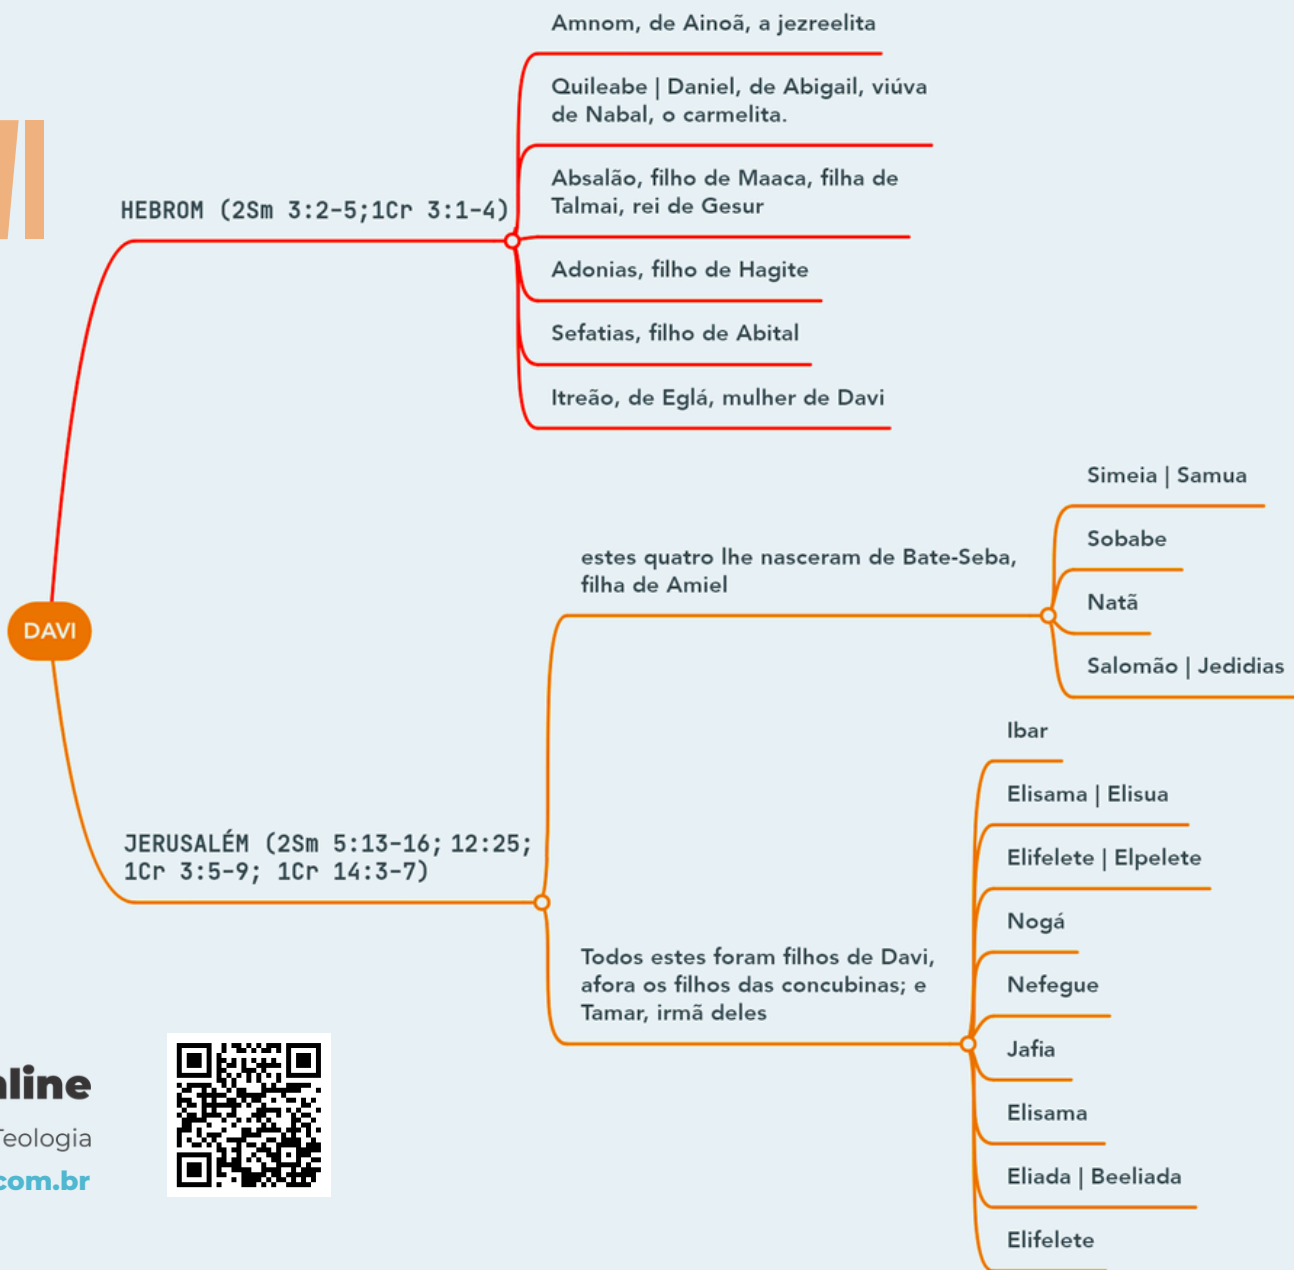 VI
Amnom, de Ainoã, a jezreelita
Quileabe | Daniel, de Abigail, viúva
de Nabal, o carmelita.
Absalão, filho de Maaca, filha de
Talmai, rei de Gesur
HEBROM (2Sm 3:2-5;1Cr 3:1-4)
Adonias, filho de Hagite
Sefatias, filho de Abital
Itreão, de Eglá, mulher de Davi
DAVI
estes quatro lhe nasceram de Bate-Seba,
filha de Amiel
Simeia | Samua
Sobabe
Natã
Salomão | Jedidias
JERUSALÉM (2Sm 5:13-16; 12:25;
1Cr 3:5-9; 1Cr 14:3-7)
Todos estes foram filhos de Davi,
afora os filhos das concubinas; e
Tamar, irmã deles
Ibar
Elisama | Elisua
Elifelete | Elpelete
Nogá
Nefegue
Jafia
Elisama
Eliada | Beeliada
Elifelete
line
Teologia
com.br